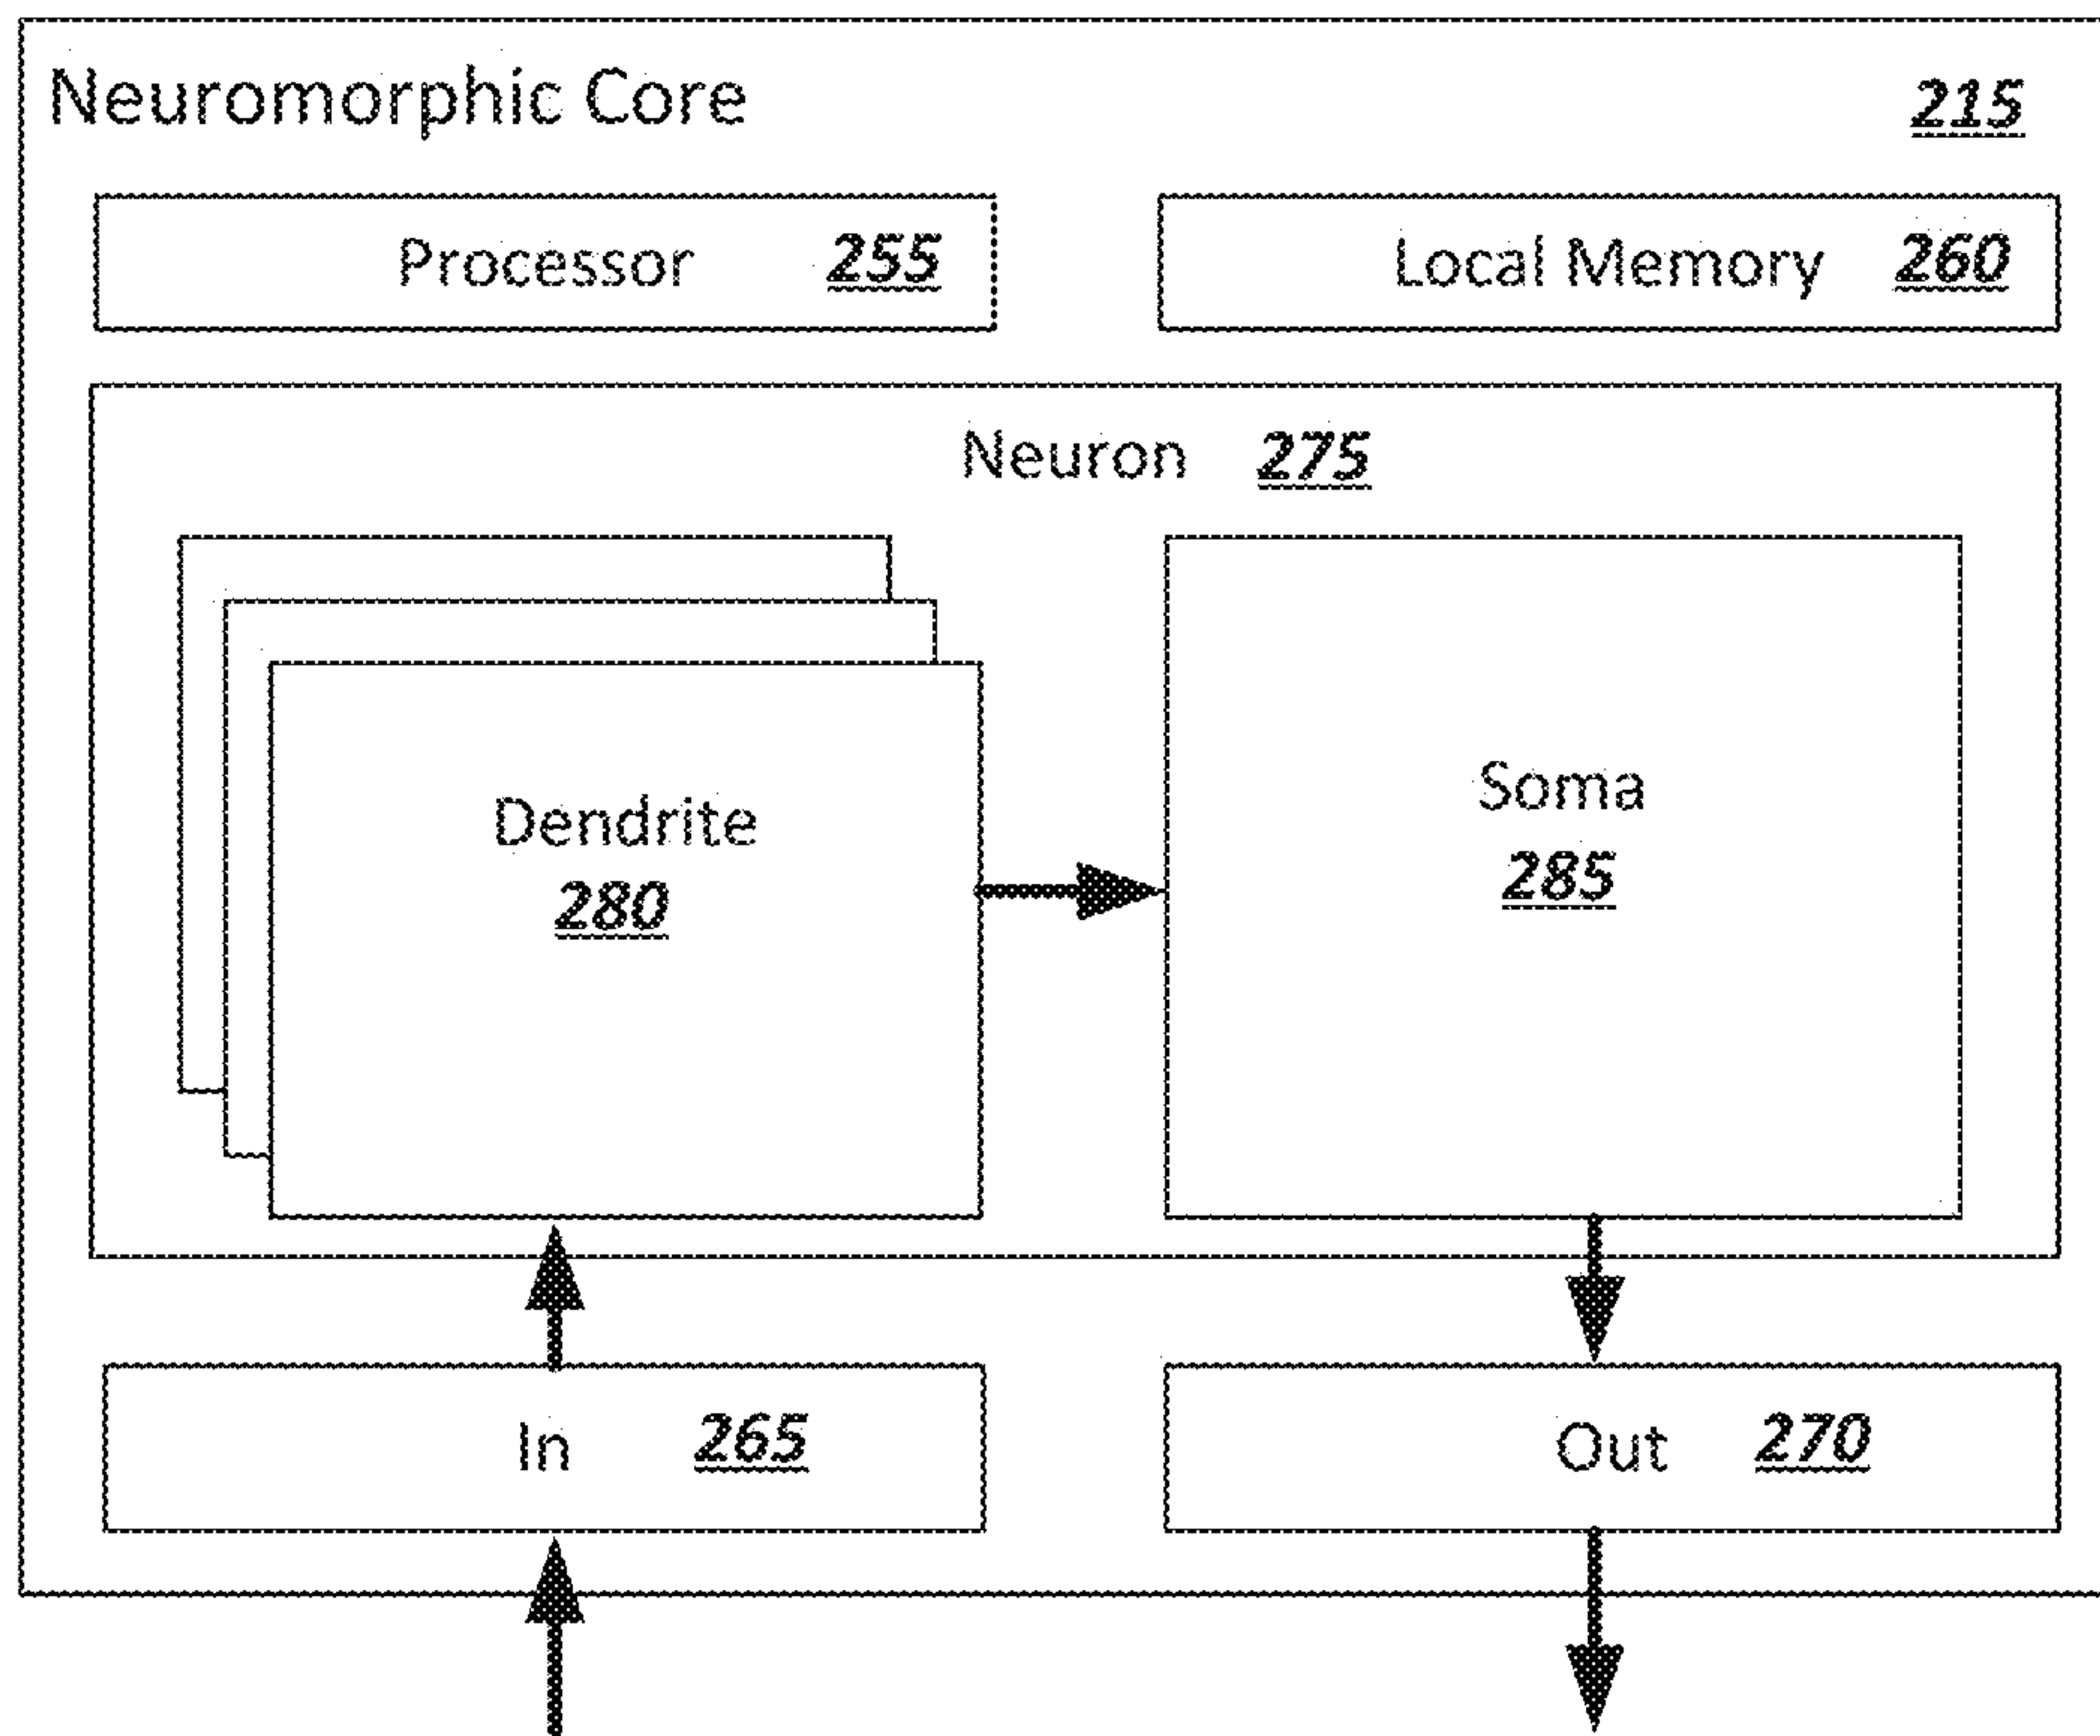 Neuromorphic Core 215
Processor 255
Local Memory 260
Neuron 275
Dendrite
280
Soma
285
In 265
Out 270